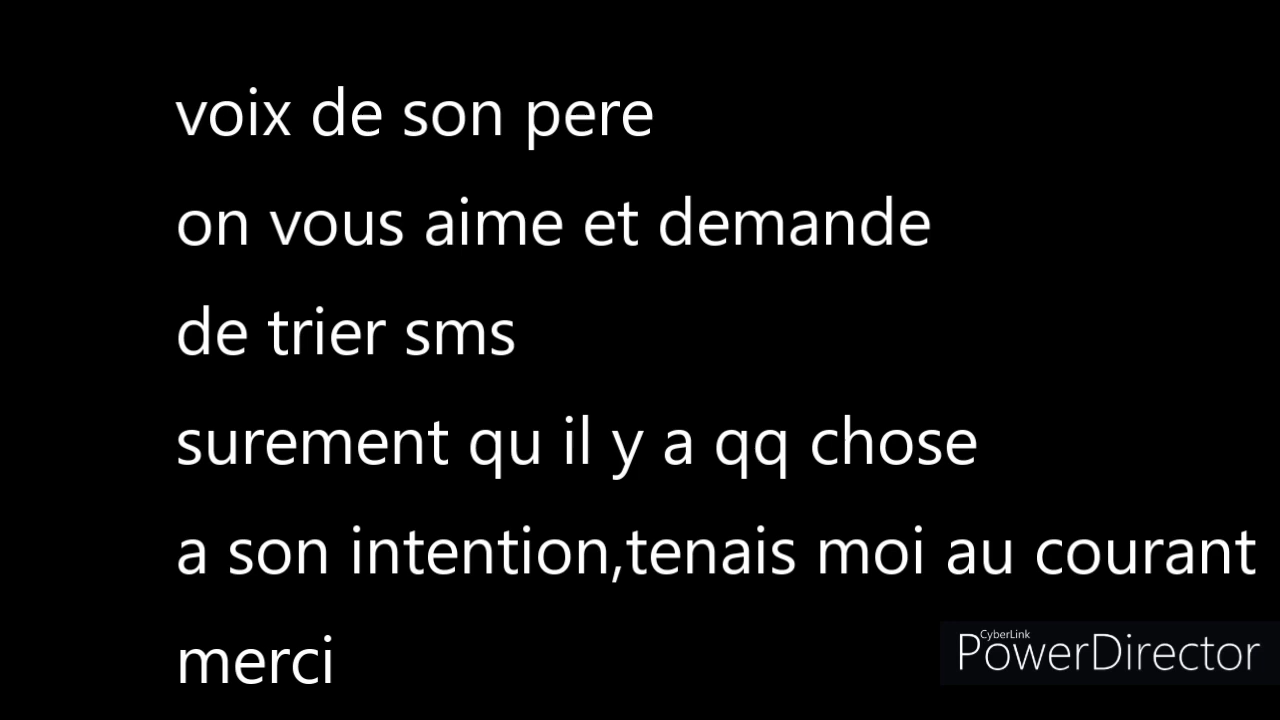 voix de son pere
on vous aime et demande
de trier sms
surement qu il y a qq chose
a son intention,tenais moi au courant
merci
CyberLink
PowerDirector